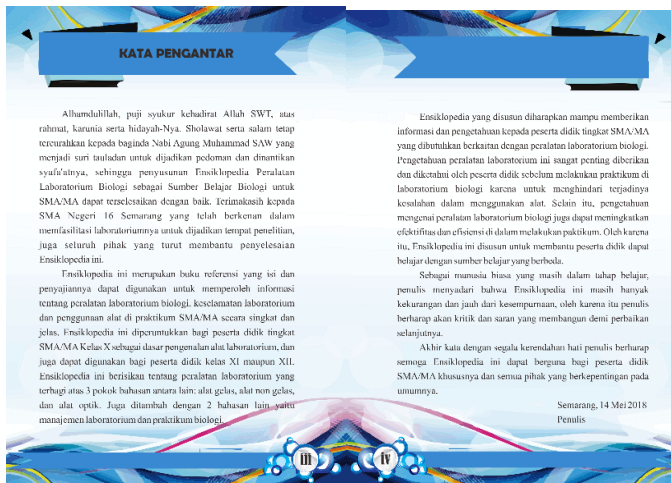 KATA PENGANTAR
Alhamdulillah, puji syukur kehadirat Allah SWT, atas
rahmat, karunia serta hidayah-Nya. Sholawat serta salam tetap
tercurahkan kepada baginda Nabi Agung Muhammad SAW yang
menjadi suri tauladan untuk dijadikan pedoman dan dinantikan
syafa'atnya, sehingga penyusunan Ensiklopedia Peralatan
Laboratorium Biologi sebagai Sumber Belajar Biologi untuk
SMA/MA dapat terselesaikan dengan baik. Terimakasih kepada
SMA Negeri 16 Semarang yang telah berkenan dalam
memfasilitasi laboratoriumnya untuk dijadikan tempat penelitian,
juga seluruh pihak yang turut membantu penyelesaian
Ensiklopedia ini.
Ensiklopedia ini merupakan buku referensi yang isi dan
penyajiannya dapat digunakan untuk memperoleh informasi
tentang peralatan laboratorium biologi, keselamatan laboratorium
dan penggunaan alat di praktikum SMA/MA secara singkat dan
jelas. Ensiklopedia ini diperuntukkan bagi peserta didik tingkat
SMA/MA Kelas X sebagai dasar pengenalan alat laboratorium, dan
juga dapat digunakan bagi peserta didik kelas XI maupun XII.
Ensiklopedia ini berisikan tentang peralatan laboratorium yang
terbagi atas 3 pokok bahasan antara lain: alat gelas, alat non gelas,
dan alat optik. Juga ditambah dengan 2 bahasan lain yaitu
manajemen laboratorium dan praktikum biologi
iii
Ensiklopedia yang disusun diharapkan mampu memberikan
informasi dan pengetahuan kepada peserta didik tingkat SMA/MA
yang dibutuhkan berkaitan dengan peralatan laboratorium biologi.
Pengetahuan peralatan laboratorium ini sangat penting diberikan
dan diketahui oleh peserta didik sebelum melakukan praktikum di
laboratorium biologi karena untuk menghindari terjadinya
kesalahan dalam menggunakan alat. Selain itu, pengetahuan
mengenai peralatan laboratorium biologi juga dapat meningkatkan
efektifitas dan efisiensi di dalam melakukan paktikum. Oleh karena
itu, Ensiklopedia ini disusun untuk membantu peserta didik dapat
belajar dengan sumber belajar yang berbeda.
Sebagai manusia biasa yang masih dalam tahap belajar,
penulis menyadari bahwa Ensiklopedia ini masih banyak
kekurangan dan jauh dari kesempurnaan, oleh karena itu penulis
berharap akan kritik dan saran yang membangun demi perbaikan
selanjutnya.
Akhir kata dengan segala kerendahan hati penulis berharap
semoga Ensiklopedia ini dapat berguna bagi peserta didik
SMA/MA khususnya dan semua pihak yang berkepentingan pada
umumnya.
Semarang, 14 Mei 2018
Penulis
iv